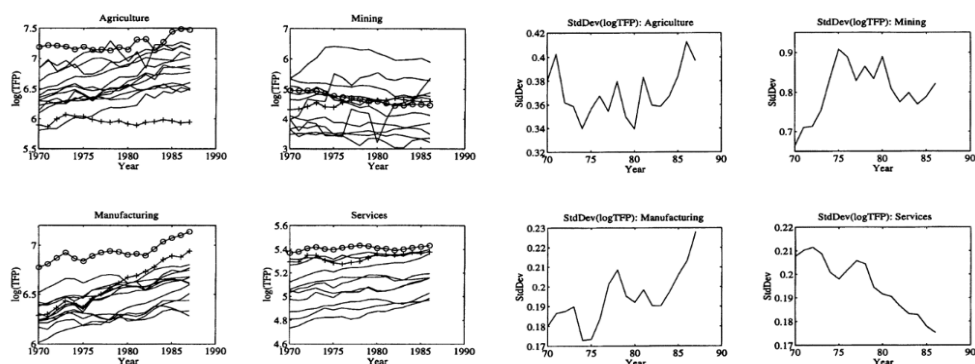 Agriculture
7.5
7
6.5
6
5.5
log(TFP)
1970 1975 1980 1985 1990
Year
Mining
7
6
5
4
3
log(TFP)
1970 1975 1980 1985 1990
Year
StdDev(logTFP): Agriculture
0.42
0.4
0.38
0.36
0.34
0.32
StdDev
70 75 80 85 90
Year
StdDev(logTFP): Mining
0.9
0.8
0.7
StdDev
70 75 80 85 90
Year
Manufacturing
7
6.5
6
log(TFP)
1970 1975 1980 1985 1990
Year
Services
5.6
5.4
5.2
5
4.8
4.6
log(TFP)
1970 1975 1980 1985 1990
Year
StdDev(logTFP): Manufacturing
0.23
0.22
0.21
0.2
0.19
0.18
0.17
StdDev
70 75 80 85 90
Year
StdDev(logTFP): Services
0.22
0.21
0.2
0.19
0.18
0.17
StdDev
70 75 80 85 90
Year